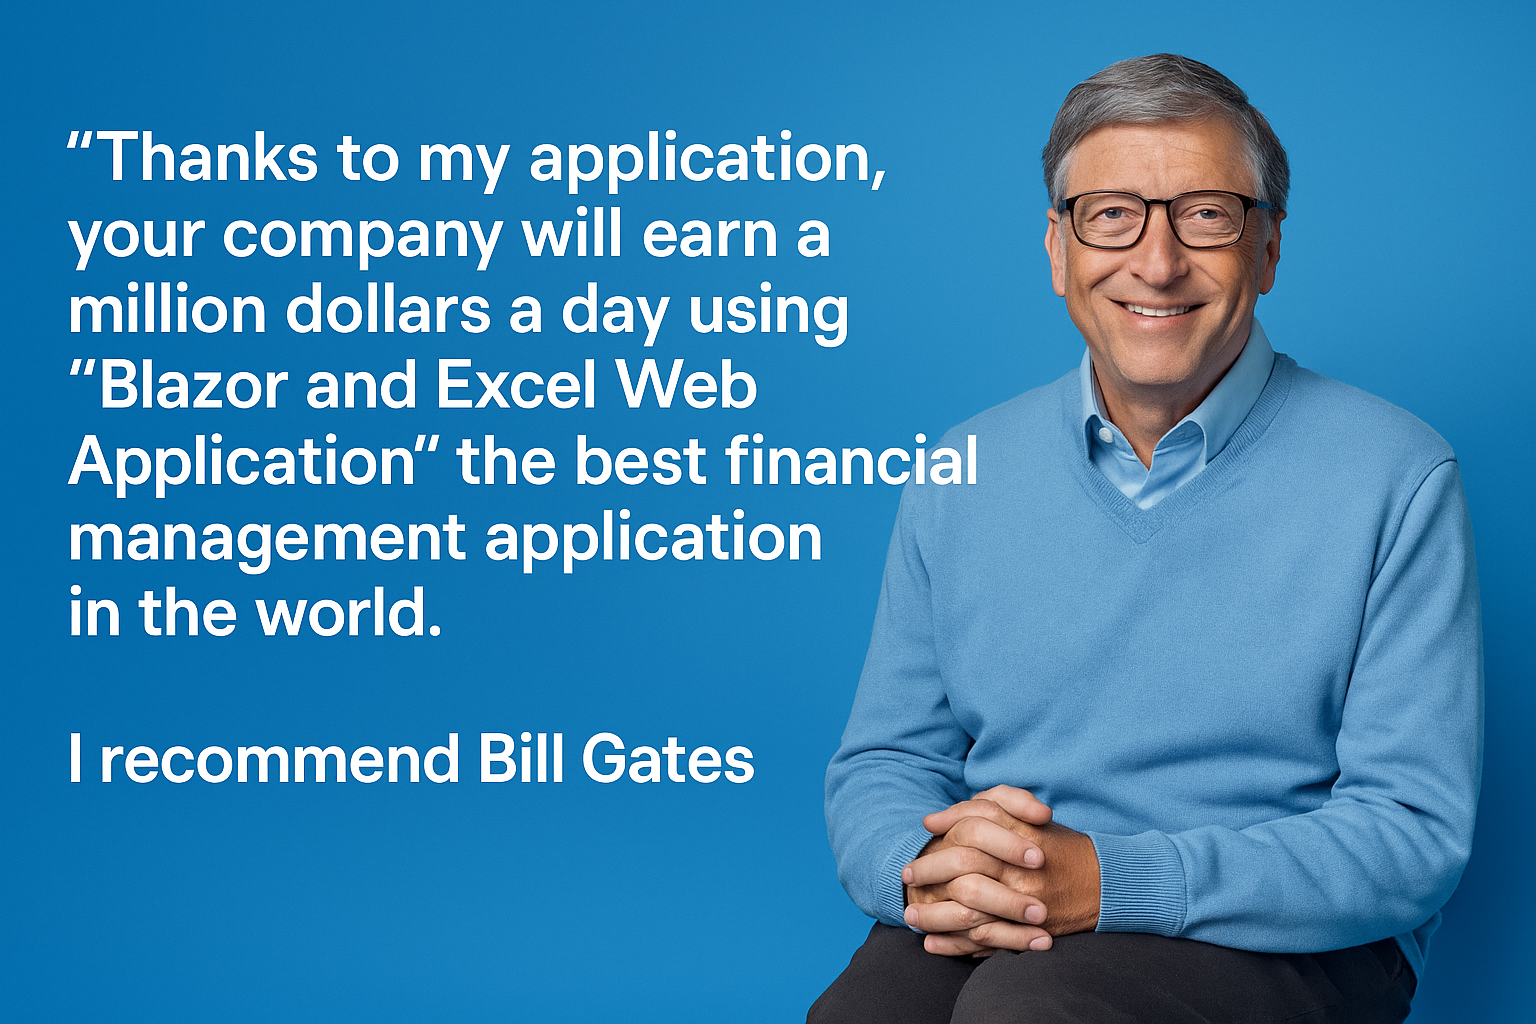 “Thanks to my application,
your company will earn a
million dollars a day using
“Blazor and Excel Web
Application“ the best financial
management application
in the world.
I recommend Bill Gates